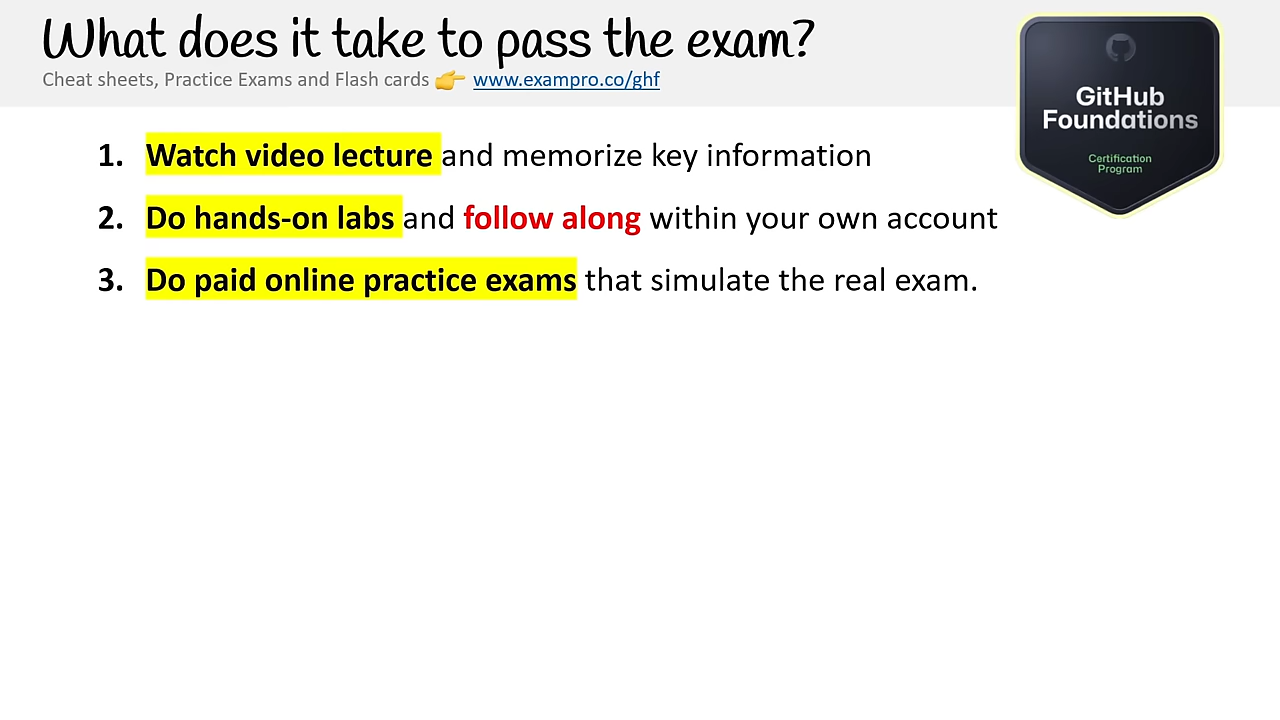 What does it take to pass the exam?
Cheat sheets, Practice Exams and Flash cards 👉 www.exampro.co/ghf
GitHub
Foundations
Certification
Program
1. Watch video lecture and memorize key information
2. Do hands-on labs and follow along within your own account
3. Do paid online practice exams that simulate the real exam.